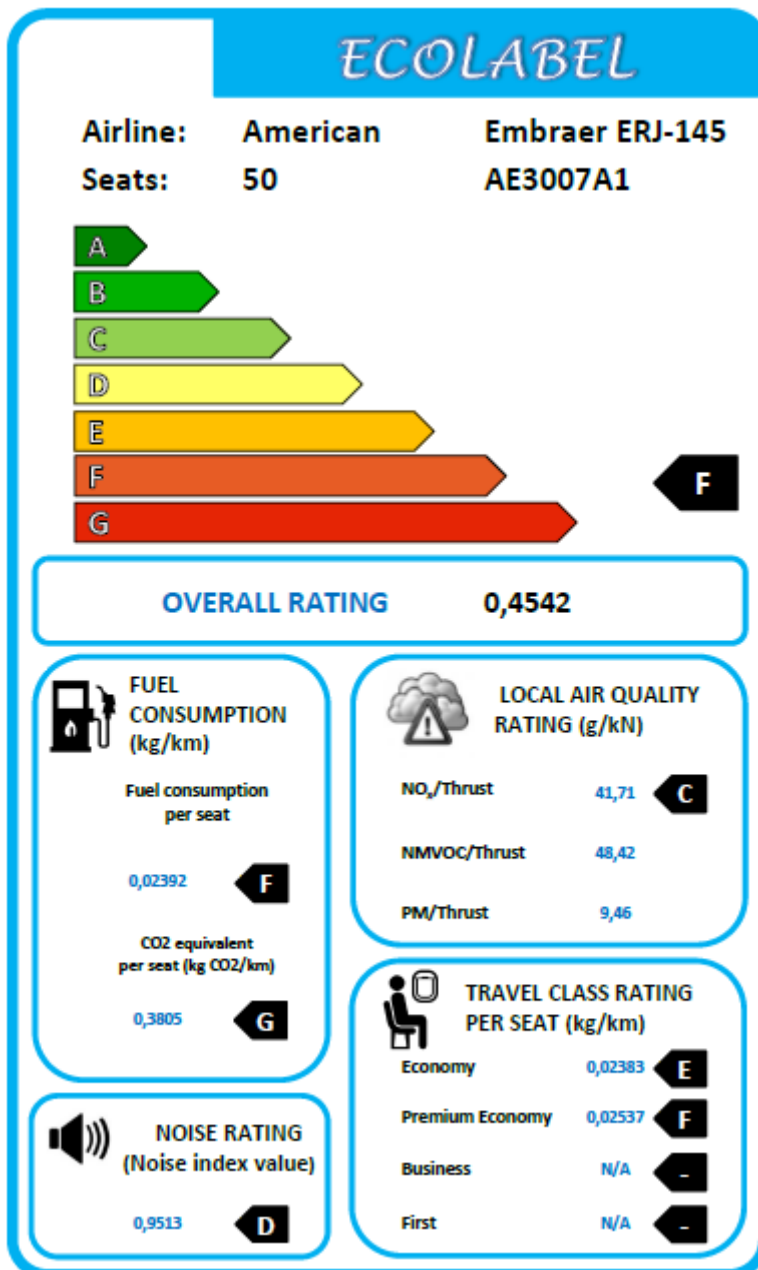 ECOLABEL
Airline: American Embraer ERJ-145
Seats: 50 AE3007A1
A
B
C
D
E
F
F
G
OVERALL RATING 0,4542
FUEL
CONSUMPTION
(kg/km)
Fuel consumption
per seat
0,02392 F
CO2 equivalent
per seat (kg CO2/km)
0,3805 G
NOISE RATING
(Noise index value)
0,9513 D
LOCAL AIR QUALITY
RATING (g/kN)
NOₓ/Thrust 41,71 C
NMVOC/Thrust 48,42
PM/Thrust 9,46
TRAVEL CLASS RATING
PER SEAT (kg/km)
Economy 0,02383 E
Premium Economy 0,02537 F
Business N/A -
First N/A -